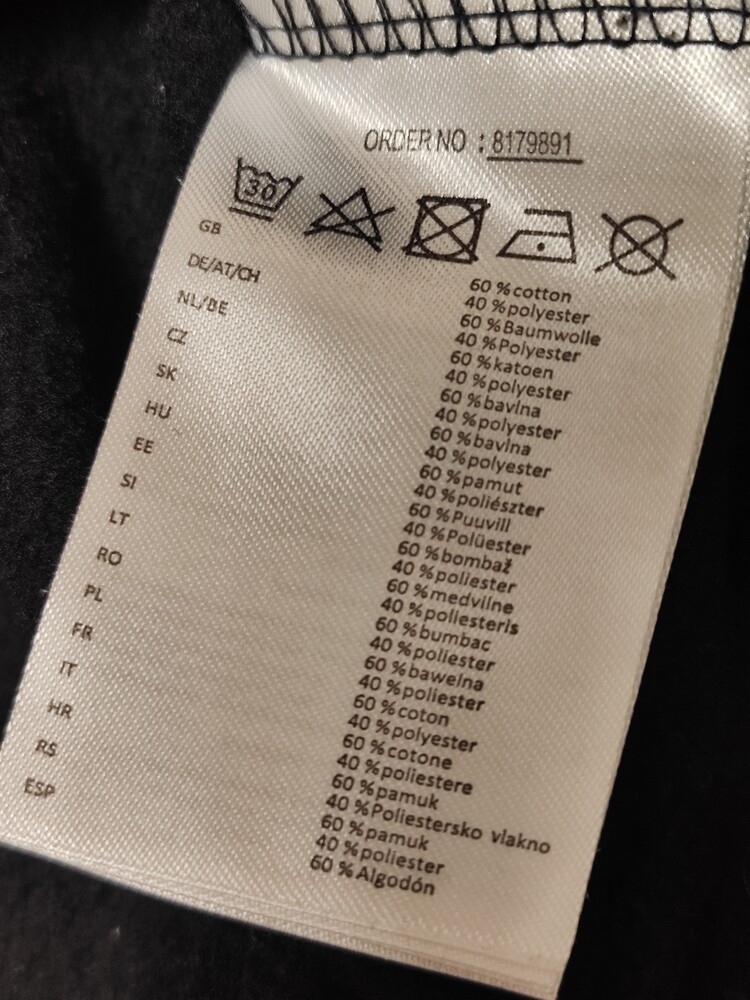 ORDER NO : 8179891
30
GB
60 % cotton
40 % polyester
DE/AT/CH
60 % Baumwolle
40 % Polyester
NL/BE
60 % katoen
40 % polyester
CZ
60 % bavlna
40 % polyester
SK
60 % bavlna
40 % polyester
HU
60 % pamut
40 % poliészter
EE
60 % Puuvill
40 % Polüester
SI
60 % bombaž
40 % poliester
LT
60 % medvilne
40 % poliesteris
RO
60 % bumbac
40 % poliester
PL
60 % bawelna
40 % poliester
FR
60 % coton
40 % polyester
IT
60 % cotone
40 % poliestere
HR
60 % pamuk
40 % Poliestersko vlakno
RS
60 % pamuk
40 % poliester
ESP
60 % Algodón